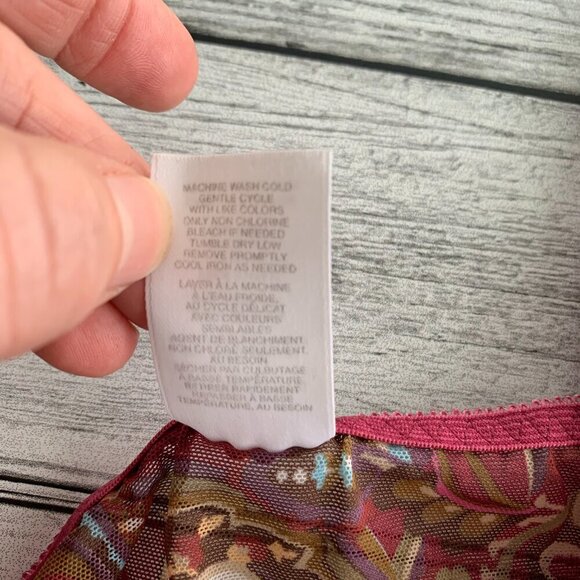 MACHINE WASH COLD
GENTLE CYCLE
WITH LIKE COLORS
ONLY NON CHLORINE
BLEACH IF NEEDED
TUMBLE DRY LOW
REMOVE PROMPTLY
COOL IRON AS NEEDED
LAVER À LA MACHINE
À L'EAU FROIDE,
AU CYCLE DÉLICAT
AVEC COULEURS
SEMBLABLES
AGENT DE BLANCHIMENT
NON CHLORÉ SEULEMENT,
AU BESOIN
SÉCHER PAR CULBUTAGE
À BASSE TEMPÉRATURE,
RETIRER RAPIDEMENT
REPASSER À BASSE
TEMPÉRATURE, AU BESOIN